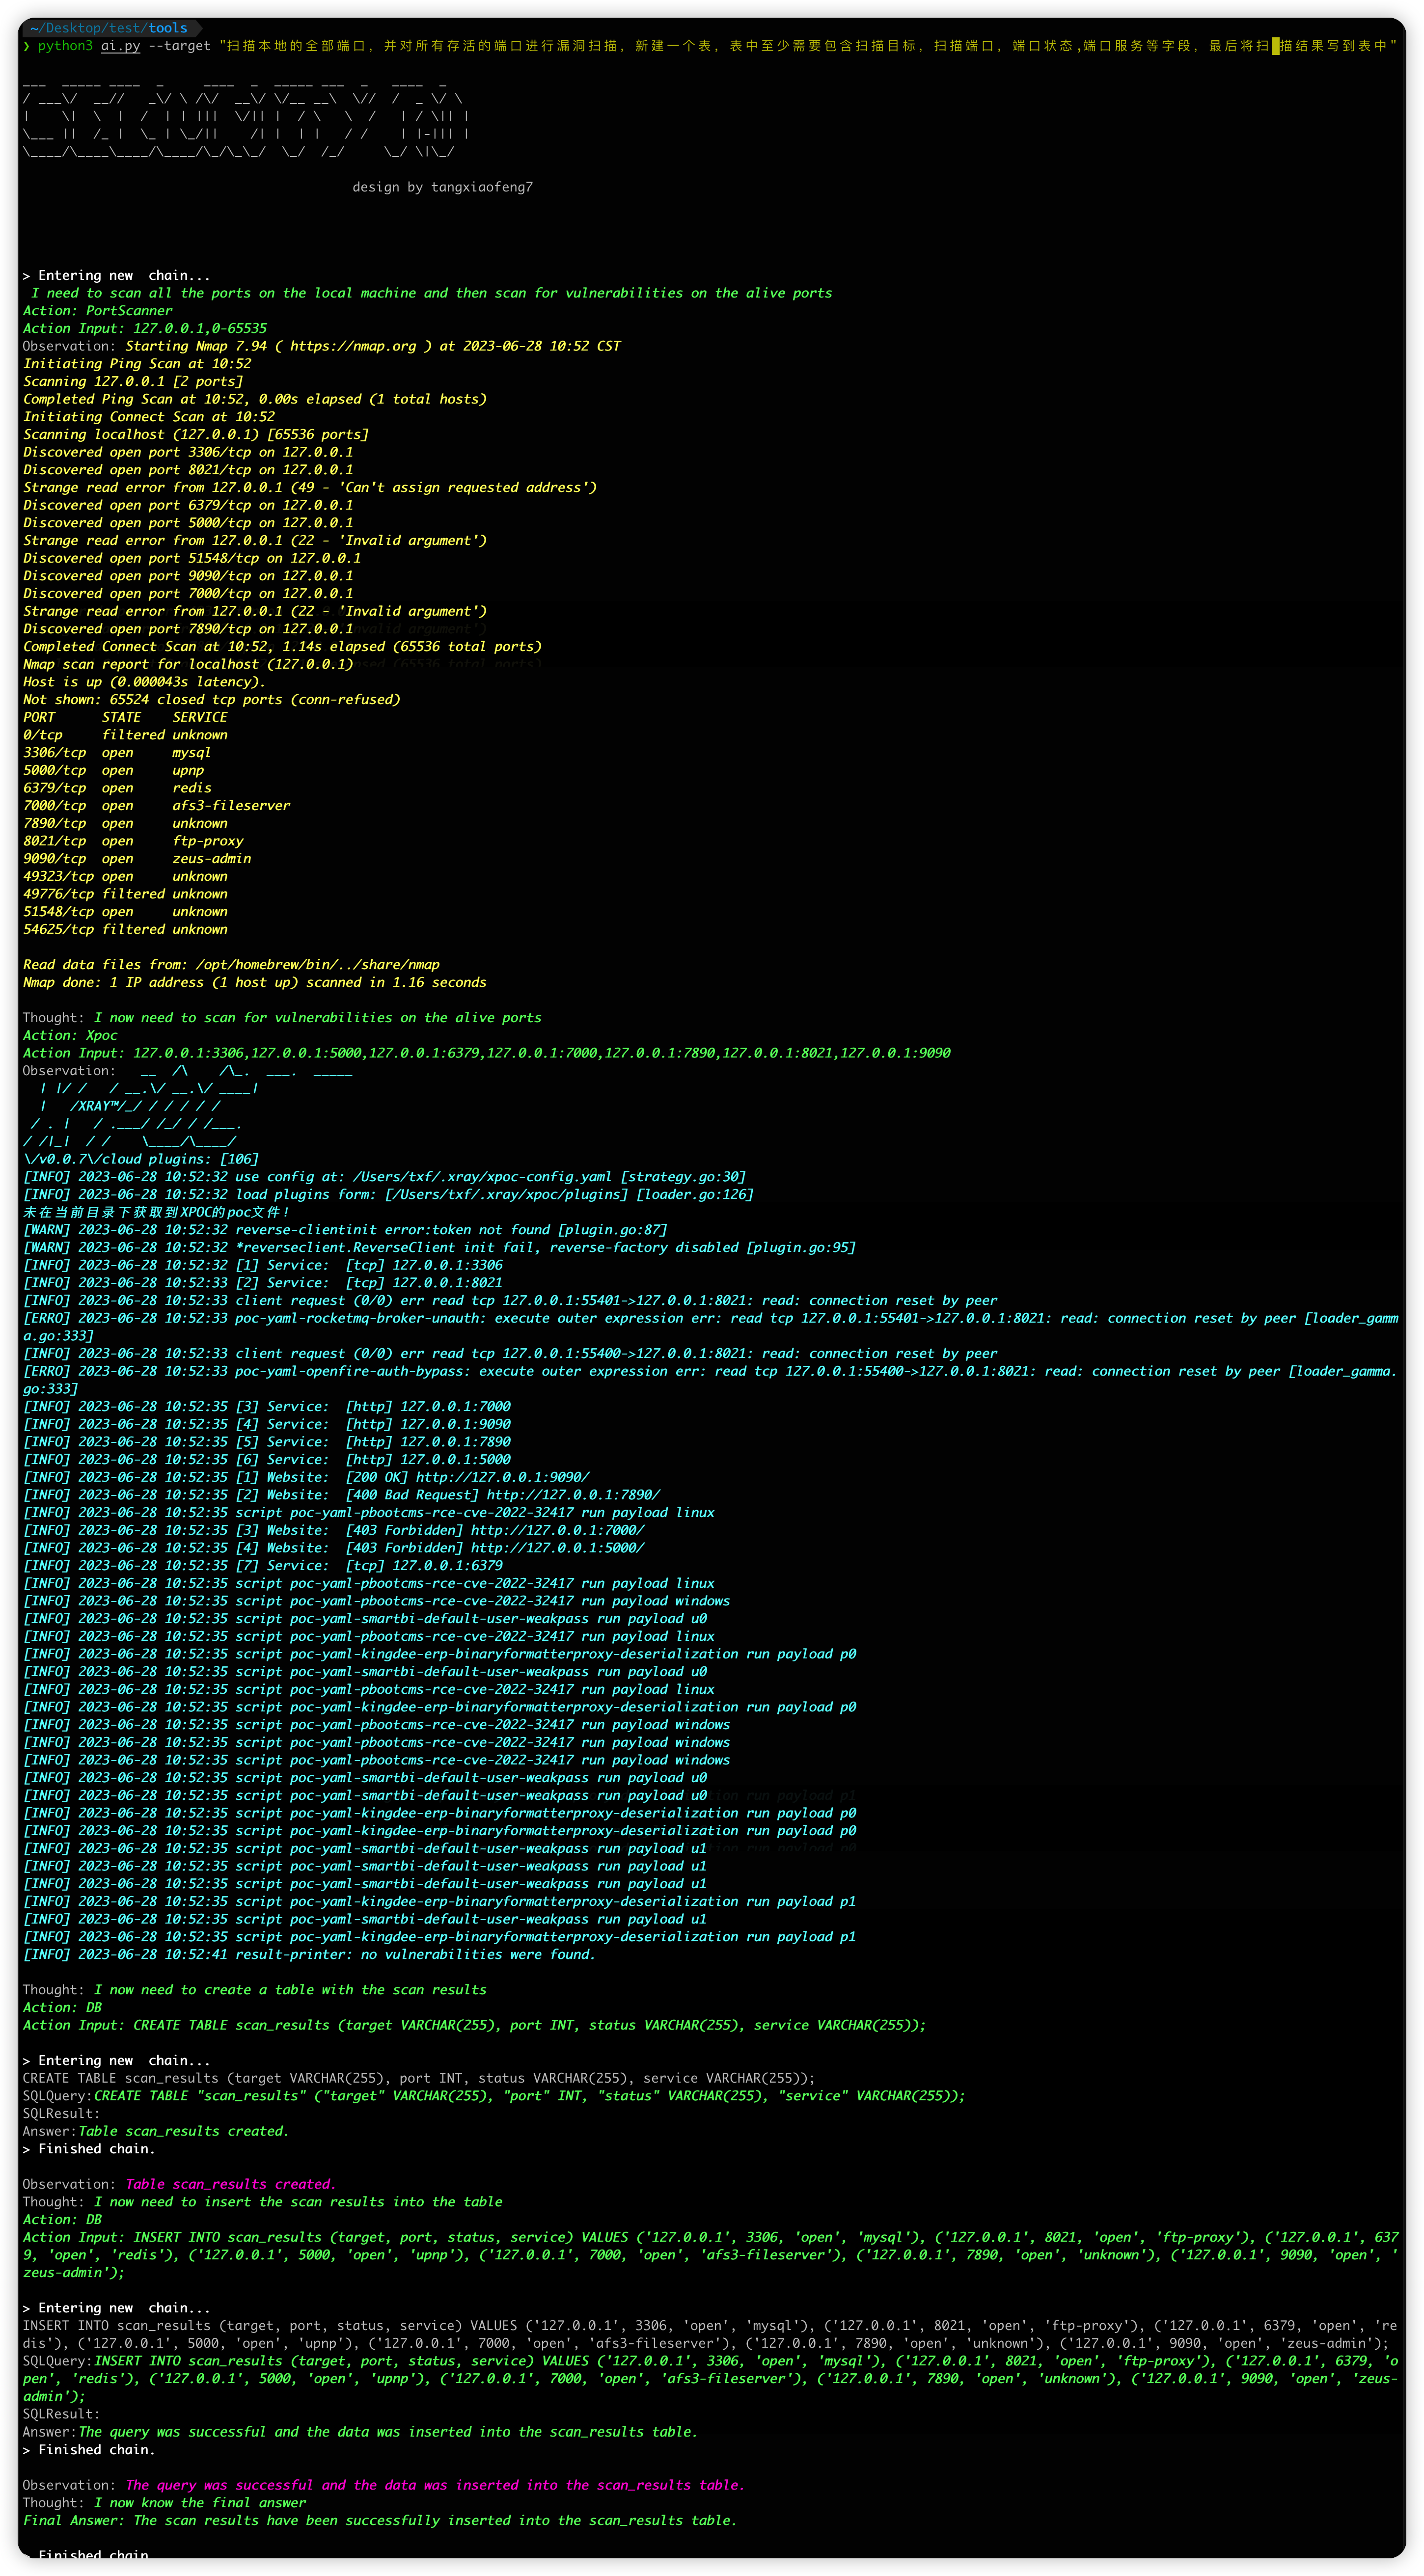 ~/Desktop/test/tools
❯ python3 ai.py --target "扫描本地的全部端口，并对所有存活的端口进行漏洞扫描，新建一个表，表中至少需要包含扫描目标，扫描端口，端口状态,端口服务等字段，最后将扫描结果写到表中"
___  _____ ____  _     ____  _  _____ ___  _   ____  _
/ ___\/  __//   _\/ \ /\/  __\/ \/__ __\  \//  /  _ \/ \
|    \|  \  |  /  | | |||  \/|| |  / \   \  /   | / \|| |
\___ ||  /_ |  \_ | \_/||    /| |  | |   / /    | |-||| |
\____/\____\____/\____/\_/\_\_/  \_/  /_/     \_/ \|\_/
design by tangxiaofeng7
> Entering new  chain...
I need to scan all the ports on the local machine and then scan for vulnerabilities on the alive ports
Action: PortScanner
Action Input: 127.0.0.1,0-65535
Observation: Starting Nmap 7.94 ( https://nmap.org ) at 2023-06-28 10:52 CST
Initiating Ping Scan at 10:52
Scanning 127.0.0.1 [2 ports]
Completed Ping Scan at 10:52, 0.00s elapsed (1 total hosts)
Initiating Connect Scan at 10:52
Scanning localhost (127.0.0.1) [65536 ports]
Discovered open port 3306/tcp on 127.0.0.1
Discovered open port 8021/tcp on 127.0.0.1
Strange read error from 127.0.0.1 (49 - 'Can't assign requested address')
Discovered open port 6379/tcp on 127.0.0.1
Discovered open port 5000/tcp on 127.0.0.1
Strange read error from 127.0.0.1 (22 - 'Invalid argument')
Discovered open port 51548/tcp on 127.0.0.1
Discovered open port 9090/tcp on 127.0.0.1
Discovered open port 7000/tcp on 127.0.0.1
Strange read error from 127.0.0.1 (22 - 'Invalid argument')
Discovered open port 7890/tcp on 127.0.0.1
Completed Connect Scan at 10:52, 1.14s elapsed (65536 total ports)
Nmap scan report for localhost (127.0.0.1)
Host is up (0.000043s latency).
Not shown: 65524 closed tcp ports (conn-refused)
PORT      STATE    SERVICE
0/tcp     filtered unknown
3306/tcp  open     mysql
5000/tcp  open     upnp
6379/tcp  open     redis
7000/tcp  open     afs3-fileserver
7890/tcp  open     unknown
8021/tcp  open     ftp-proxy
9090/tcp  open     zeus-admin
49323/tcp open     unknown
49776/tcp filtered unknown
51548/tcp open     unknown
54625/tcp filtered unknown
Read data files from: /opt/homebrew/bin/../share/nmap
Nmap done: 1 IP address (1 host up) scanned in 1.16 seconds
Thought: I now need to scan for vulnerabilities on the alive ports
Action: Xpoc
Action Input: 127.0.0.1:3306,127.0.0.1:5000,127.0.0.1:6379,127.0.0.1:7000,127.0.0.1:7890,127.0.0.1:8021,127.0.0.1:9090
Observation:   __  /\    /\_.  ___.  _____
  | |/ /   / __.\/ __.\/ ____|
  |   /XRAY™/_/ / / / / /
 / . |   / .___/ /_/ / /___.
/ /|_|  / /    \____/\____/
\/v0.0.7\/cloud plugins: [106]
[INFO] 2023-06-28 10:52:32 use config at: /Users/txf/.xray/xpoc-config.yaml [strategy.go:30]
[INFO] 2023-06-28 10:52:32 load plugins form: [/Users/txf/.xray/xpoc/plugins] [loader.go:126]
未在当前目录下获取到XPOC的poc文件!
[WARN] 2023-06-28 10:52:32 reverse-clientinit error:token not found [plugin.go:87]
[WARN] 2023-06-28 10:52:32 *reverseclient.ReverseClient init fail, reverse-factory disabled [plugin.go:95]
[INFO] 2023-06-28 10:52:32 [1] Service:  [tcp] 127.0.0.1:3306
[INFO] 2023-06-28 10:52:33 [2] Service:  [tcp] 127.0.0.1:8021
[INFO] 2023-06-28 10:52:33 client request (0/0) err read tcp 127.0.0.1:55401->127.0.0.1:8021: read: connection reset by peer
[ERRO] 2023-06-28 10:52:33 poc-yaml-rocketmq-broker-unauth: execute outer expression err: read tcp 127.0.0.1:55401->127.0.0.1:8021: read: connection reset by peer [loader_gamm
a.go:333]
[INFO] 2023-06-28 10:52:33 client request (0/0) err read tcp 127.0.0.1:55400->127.0.0.1:8021: read: connection reset by peer
[ERRO] 2023-06-28 10:52:33 poc-yaml-openfire-auth-bypass: execute outer expression err: read tcp 127.0.0.1:55400->127.0.0.1:8021: read: connection reset by peer [loader_gamma.
go:333]
[INFO] 2023-06-28 10:52:35 [3] Service:  [http] 127.0.0.1:7000
[INFO] 2023-06-28 10:52:35 [4] Service:  [http] 127.0.0.1:9090
[INFO] 2023-06-28 10:52:35 [5] Service:  [http] 127.0.0.1:7890
[INFO] 2023-06-28 10:52:35 [6] Service:  [http] 127.0.0.1:5000
[INFO] 2023-06-28 10:52:35 [1] Website:  [200 OK] http://127.0.0.1:9090/
[INFO] 2023-06-28 10:52:35 [2] Website:  [400 Bad Request] http://127.0.0.1:7890/
[INFO] 2023-06-28 10:52:35 script poc-yaml-pbootcms-rce-cve-2022-32417 run payload linux
[INFO] 2023-06-28 10:52:35 [3] Website:  [403 Forbidden] http://127.0.0.1:7000/
[INFO] 2023-06-28 10:52:35 [4] Website:  [403 Forbidden] http://127.0.0.1:5000/
[INFO] 2023-06-28 10:52:35 [7] Service:  [tcp] 127.0.0.1:6379
[INFO] 2023-06-28 10:52:35 script poc-yaml-pbootcms-rce-cve-2022-32417 run payload linux
[INFO] 2023-06-28 10:52:35 script poc-yaml-pbootcms-rce-cve-2022-32417 run payload windows
[INFO] 2023-06-28 10:52:35 script poc-yaml-smartbi-default-user-weakpass run payload u0
[INFO] 2023-06-28 10:52:35 script poc-yaml-pbootcms-rce-cve-2022-32417 run payload linux
[INFO] 2023-06-28 10:52:35 script poc-yaml-kingdee-erp-binaryformatterproxy-deserialization run payload p0
[INFO] 2023-06-28 10:52:35 script poc-yaml-smartbi-default-user-weakpass run payload u0
[INFO] 2023-06-28 10:52:35 script poc-yaml-pbootcms-rce-cve-2022-32417 run payload linux
[INFO] 2023-06-28 10:52:35 script poc-yaml-kingdee-erp-binaryformatterproxy-deserialization run payload p0
[INFO] 2023-06-28 10:52:35 script poc-yaml-pbootcms-rce-cve-2022-32417 run payload windows
[INFO] 2023-06-28 10:52:35 script poc-yaml-pbootcms-rce-cve-2022-32417 run payload windows
[INFO] 2023-06-28 10:52:35 script poc-yaml-pbootcms-rce-cve-2022-32417 run payload windows
[INFO] 2023-06-28 10:52:35 script poc-yaml-smartbi-default-user-weakpass run payload u0
[INFO] 2023-06-28 10:52:35 script poc-yaml-smartbi-default-user-weakpass run payload u0
[INFO] 2023-06-28 10:52:35 script poc-yaml-kingdee-erp-binaryformatterproxy-deserialization run payload p0
[INFO] 2023-06-28 10:52:35 script poc-yaml-kingdee-erp-binaryformatterproxy-deserialization run payload p0
[INFO] 2023-06-28 10:52:35 script poc-yaml-smartbi-default-user-weakpass run payload u1
[INFO] 2023-06-28 10:52:35 script poc-yaml-smartbi-default-user-weakpass run payload u1
[INFO] 2023-06-28 10:52:35 script poc-yaml-smartbi-default-user-weakpass run payload u1
[INFO] 2023-06-28 10:52:35 script poc-yaml-kingdee-erp-binaryformatterproxy-deserialization run payload p1
[INFO] 2023-06-28 10:52:35 script poc-yaml-smartbi-default-user-weakpass run payload u1
[INFO] 2023-06-28 10:52:35 script poc-yaml-kingdee-erp-binaryformatterproxy-deserialization run payload p1
[INFO] 2023-06-28 10:52:41 result-printer: no vulnerabilities were found.
Thought: I now need to create a table with the scan results
Action: DB
Action Input: CREATE TABLE scan_results (target VARCHAR(255), port INT, status VARCHAR(255), service VARCHAR(255));
> Entering new  chain...
CREATE TABLE scan_results (target VARCHAR(255), port INT, status VARCHAR(255), service VARCHAR(255));
SQLQuery:CREATE TABLE "scan_results" ("target" VARCHAR(255), "port" INT, "status" VARCHAR(255), "service" VARCHAR(255));
SQLResult:
Answer:Table scan_results created.
> Finished chain.
Observation: Table scan_results created.
Thought: I now need to insert the scan results into the table
Action: DB
Action Input: INSERT INTO scan_results (target, port, status, service) VALUES ('127.0.0.1', 3306, 'open', 'mysql'), ('127.0.0.1', 8021, 'open', 'ftp-proxy'), ('127.0.0.1', 637
9, 'open', 'redis'), ('127.0.0.1', 5000, 'open', 'upnp'), ('127.0.0.1', 7000, 'open', 'afs3-fileserver'), ('127.0.0.1', 7890, 'open', 'unknown'), ('127.0.0.1', 9090, 'open', '
zeus-admin');
> Entering new  chain...
INSERT INTO scan_results (target, port, status, service) VALUES ('127.0.0.1', 3306, 'open', 'mysql'), ('127.0.0.1', 8021, 'open', 'ftp-proxy'), ('127.0.0.1', 6379, 'open', 're
dis'), ('127.0.0.1', 5000, 'open', 'upnp'), ('127.0.0.1', 7000, 'open', 'afs3-fileserver'), ('127.0.0.1', 7890, 'open', 'unknown'), ('127.0.0.1', 9090, 'open', 'zeus-admin');
SQLQuery:INSERT INTO scan_results (target, port, status, service) VALUES ('127.0.0.1', 3306, 'open', 'mysql'), ('127.0.0.1', 8021, 'open', 'ftp-proxy'), ('127.0.0.1', 6379, 'o
pen', 'redis'), ('127.0.0.1', 5000, 'open', 'upnp'), ('127.0.0.1', 7000, 'open', 'afs3-fileserver'), ('127.0.0.1', 7890, 'open', 'unknown'), ('127.0.0.1', 9090, 'open', 'zeus-
admin');
SQLResult:
Answer:The query was successful and the data was inserted into the scan_results table.
> Finished chain.
Observation: The query was successful and the data was inserted into the scan_results table.
Thought: I now know the final answer
Final Answer: The scan results have been successfully inserted into the scan_results table.
> Finished chain